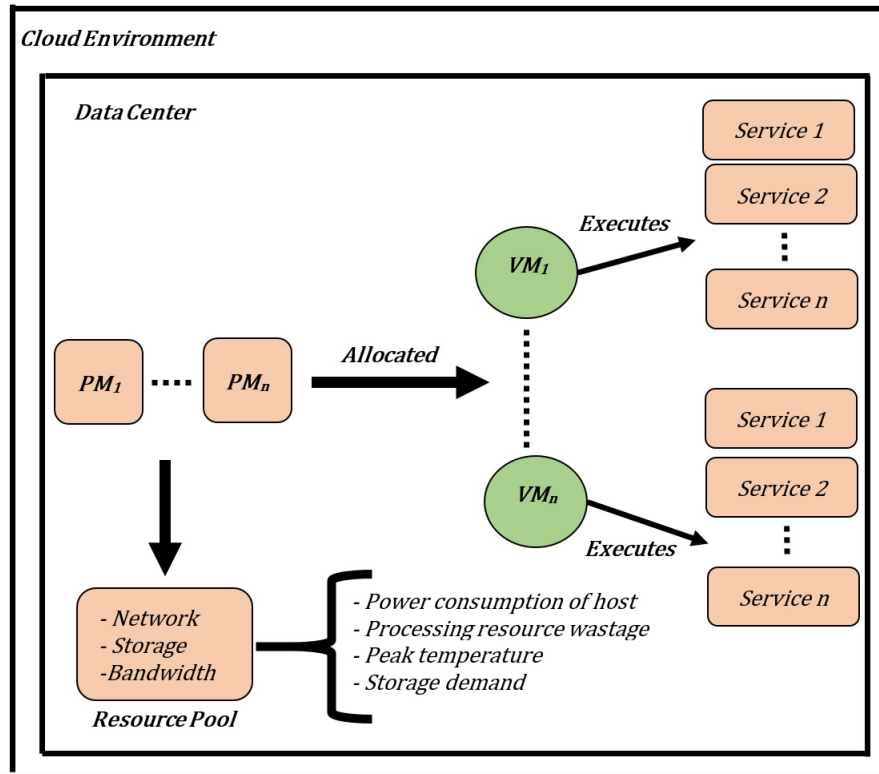 Cloud Environment
Data Center
Service 1
Service 2
Executes
VM₁
Service n
Allocated
PM₁
PMₙ
Service 1
Service 2
VMₙ
Executes
Service n
- Network
- Storage
-Bandwidth
Resource Pool
- Power consumption of host
- Processing resource wastage
- Peak temperature
- Storage demand